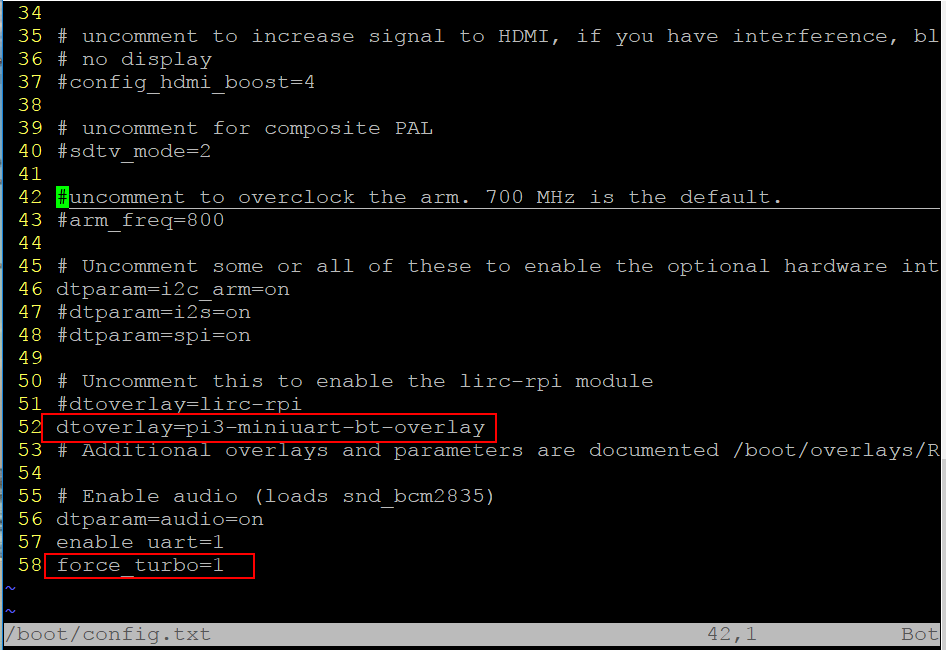 34
35 # uncomment to increase signal to HDMI, if you have interference, bl
36 # no display
37 #config_hdmi_boost=4
38
39 # uncomment for composite PAL
40 #sdtv_mode=2
41
42 #uncomment to overclock the arm. 700 MHz is the default.
43 #arm_freq=800
44
45 # Uncomment some or all of these to enable the optional hardware int
46 dtparam=i2c_arm=on
47 #dtparam=i2s=on
48 #dtparam=spi=on
49
50 # Uncomment this to enable the lirc-rpi module
51 #dtoverlay=lirc-rpi
52 dtoverlay=pi3-miniuart-bt-overlay
53 # Additional overlays and parameters are documented /boot/overlays/R
54
55 # Enable audio (loads snd_bcm2835)
56 dtparam=audio=on
57 enable_uart=1
58 force_turbo=1
~
~
/boot/config.txt 42,1 Bot